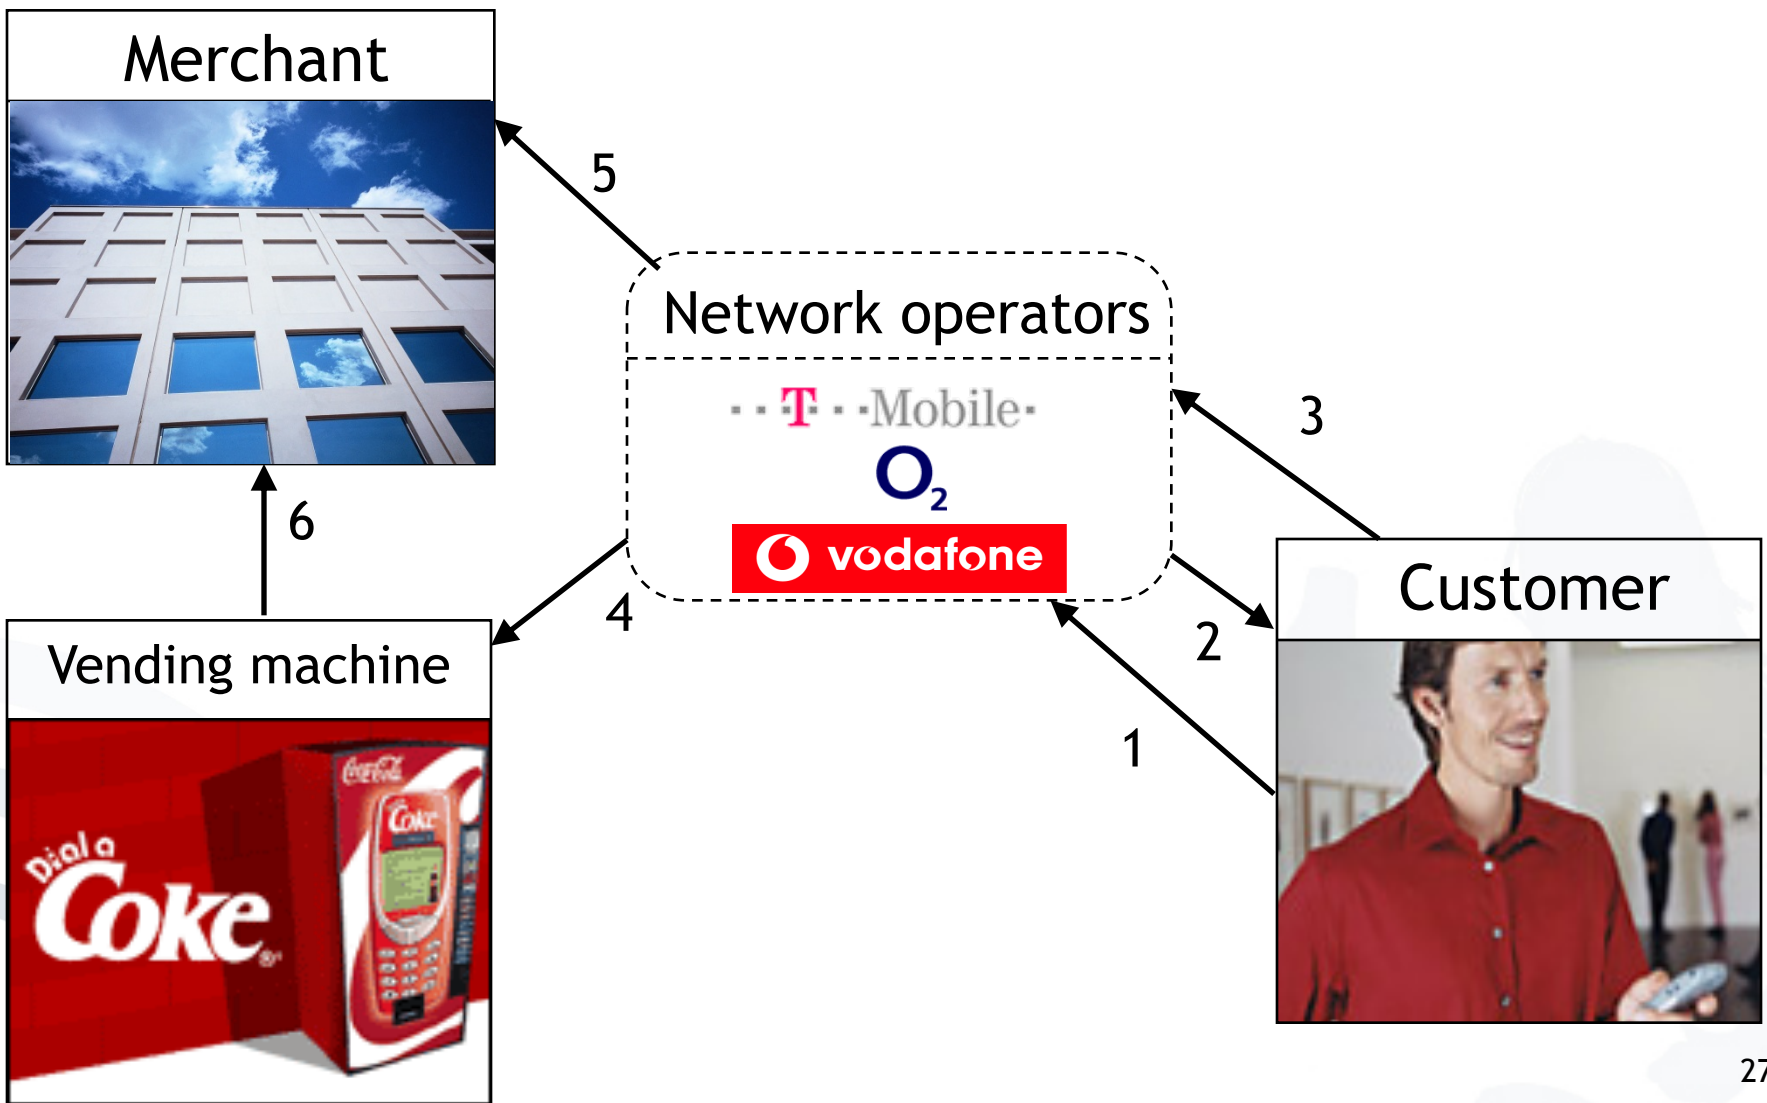 Merchant
5
Network operators
T Mobile
O2
vodafone
3
6
4
2
1
Customer
Vending machine
Coca-Cola
Coke
Dial a
Coke
27